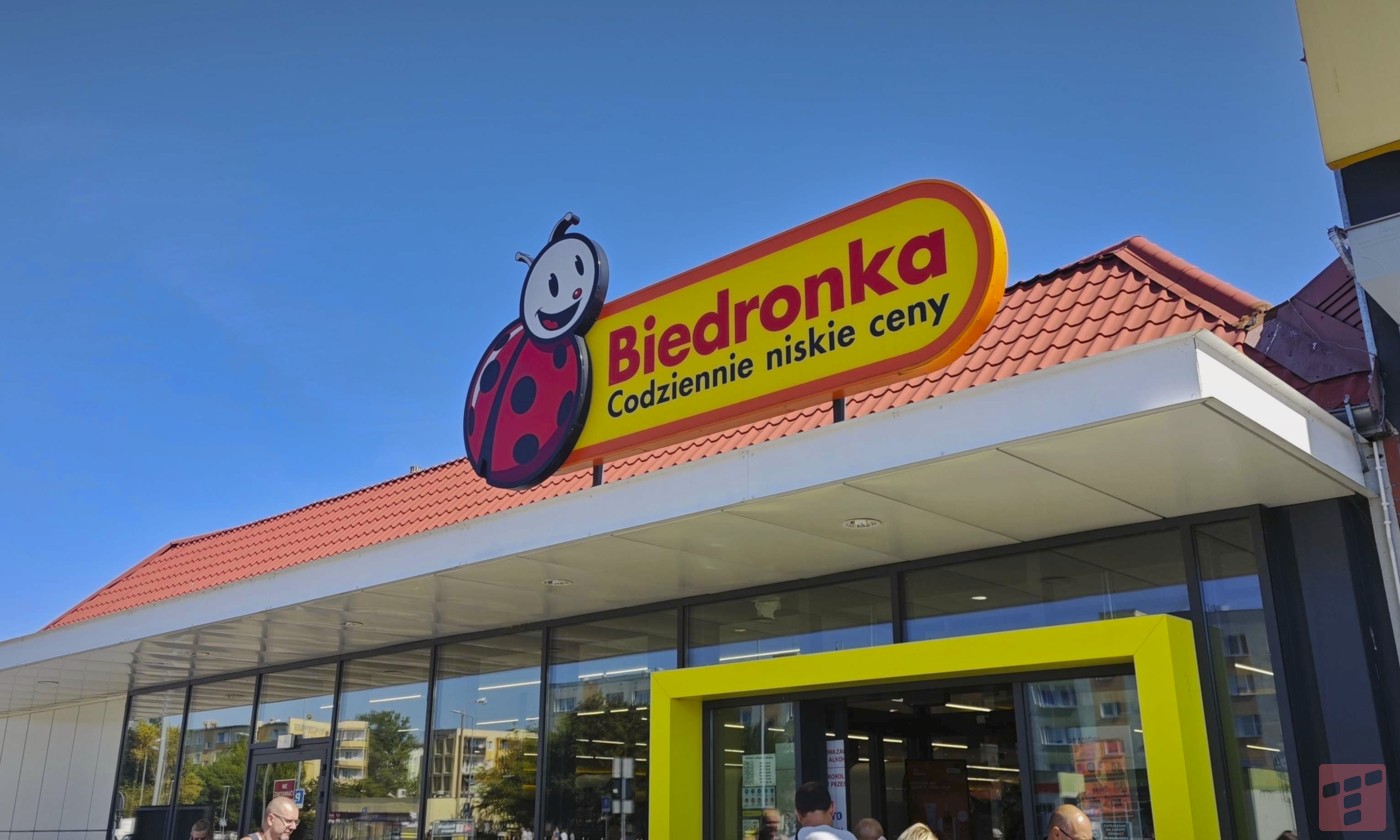 Biedronka
Codziennie niskie ceny